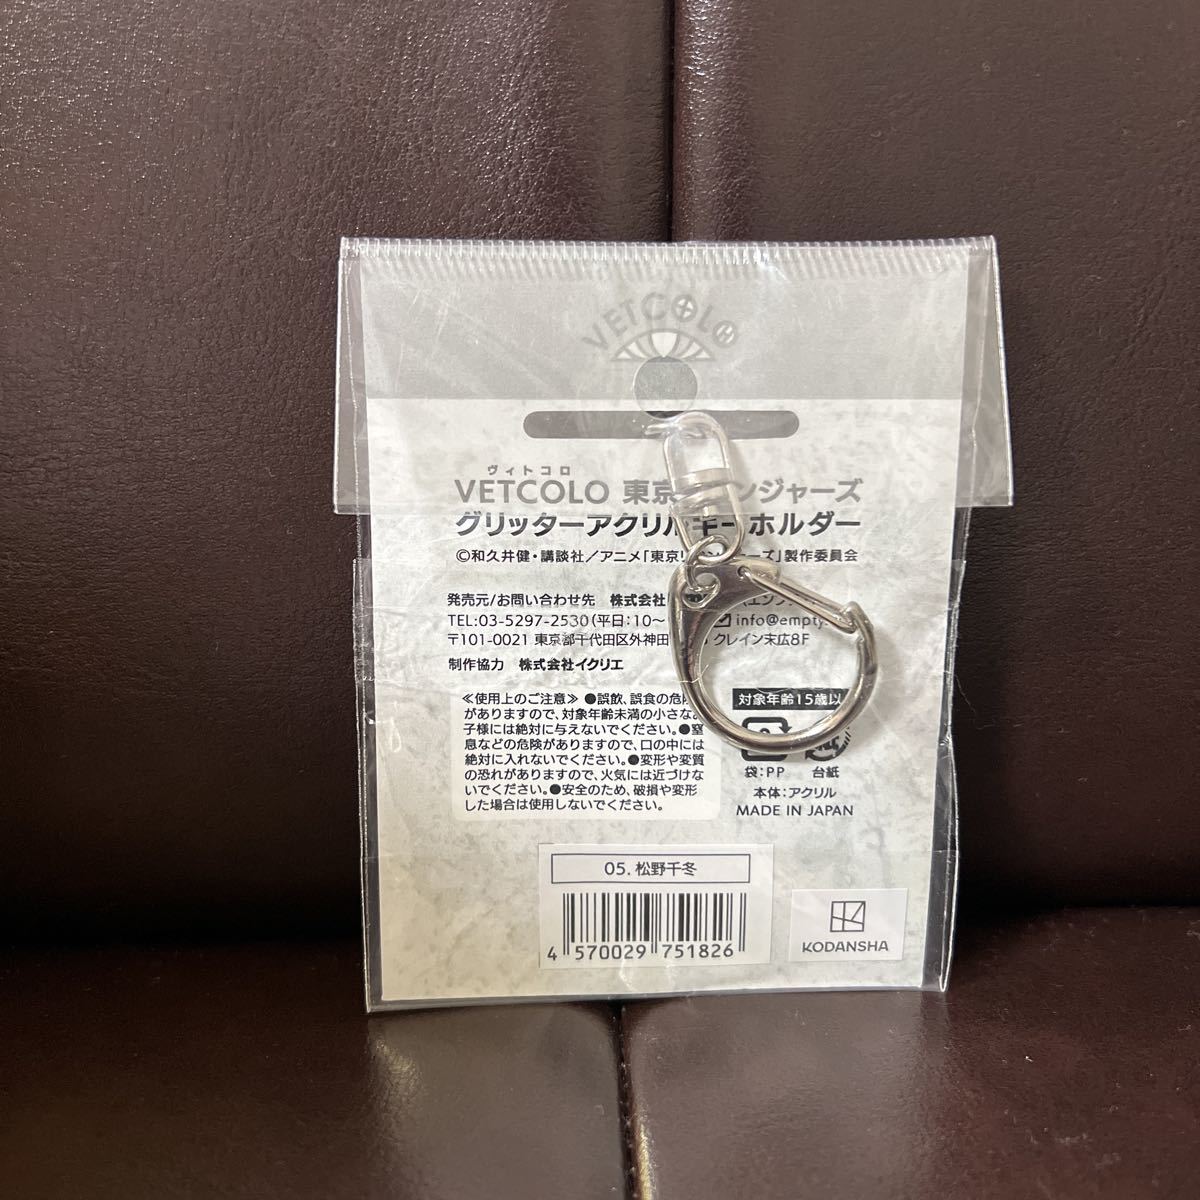 VETCOLO
ヴィトコロ
VETCOLO 東京 ンジャーズ
グリッターアクリルキーホルダー
©和久井健・講談社／アニメ「東京リ ーズ」製作委員会
発売元/お問い合わせ先 株式会社
TEL:03-5297-2530(平日:10~ info@empty.
〒101-0021 東京都千代田区外神田 クレイン末広8F
制作協力 株式会社イクリエ
≪使用上のご注意≫ ●誤飲、誤食の危険
がありますので、対象年齢未満の小さなお
子様には絶対に与えないでください。●窒
息などの危険がありますので、口の中には
絶対に入れないでください。●変形や変質
の恐れがありますので、火気には近づけな
いでください。●安全のため、破損や変形
した場合は使用しないでください。
対象年齢15歳以
袋:PP 台紙
本体:アクリル
MADE IN JAPAN
05. 松野千冬
4 570029 751826
KODANSHA